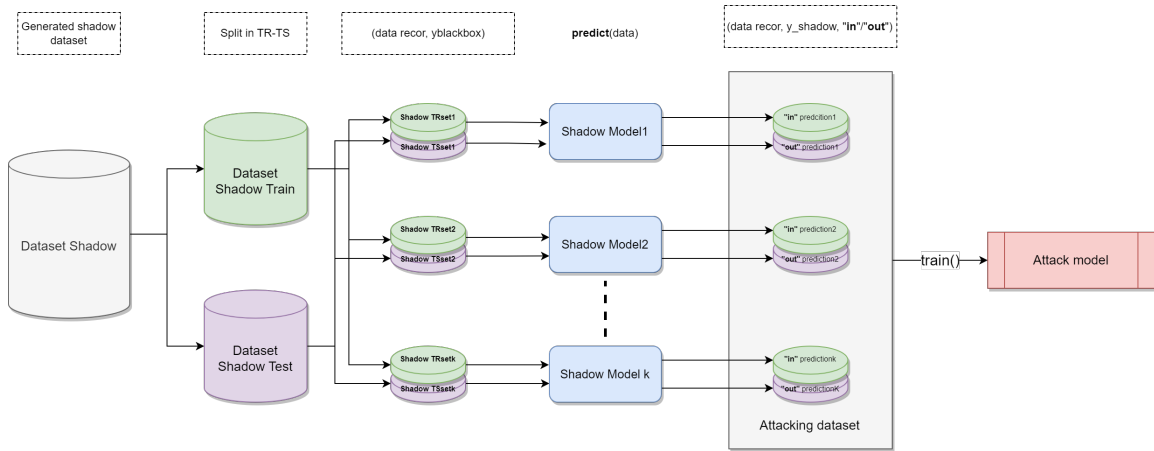 Generated shadow
dataset
Split in TR-TS
(data recor, yblackbox)
predict(data)
(data recor, y_shadow, "in"/"out")
Dataset Shadow
Dataset
Shadow Train
Dataset
Shadow Test
Shadow TRset1
Shadow TSset1
Shadow Model1
"in" predcition1
"out" prediction1
Shadow TRset2
Shadow TSset2
Shadow Model2
"in" prediction2
"out" prediction2
Shadow TRsetk
Shadow TSsetk
Shadow Model k
"in" predictionk
"out" predictionK
Attacking dataset
train()
Attack model